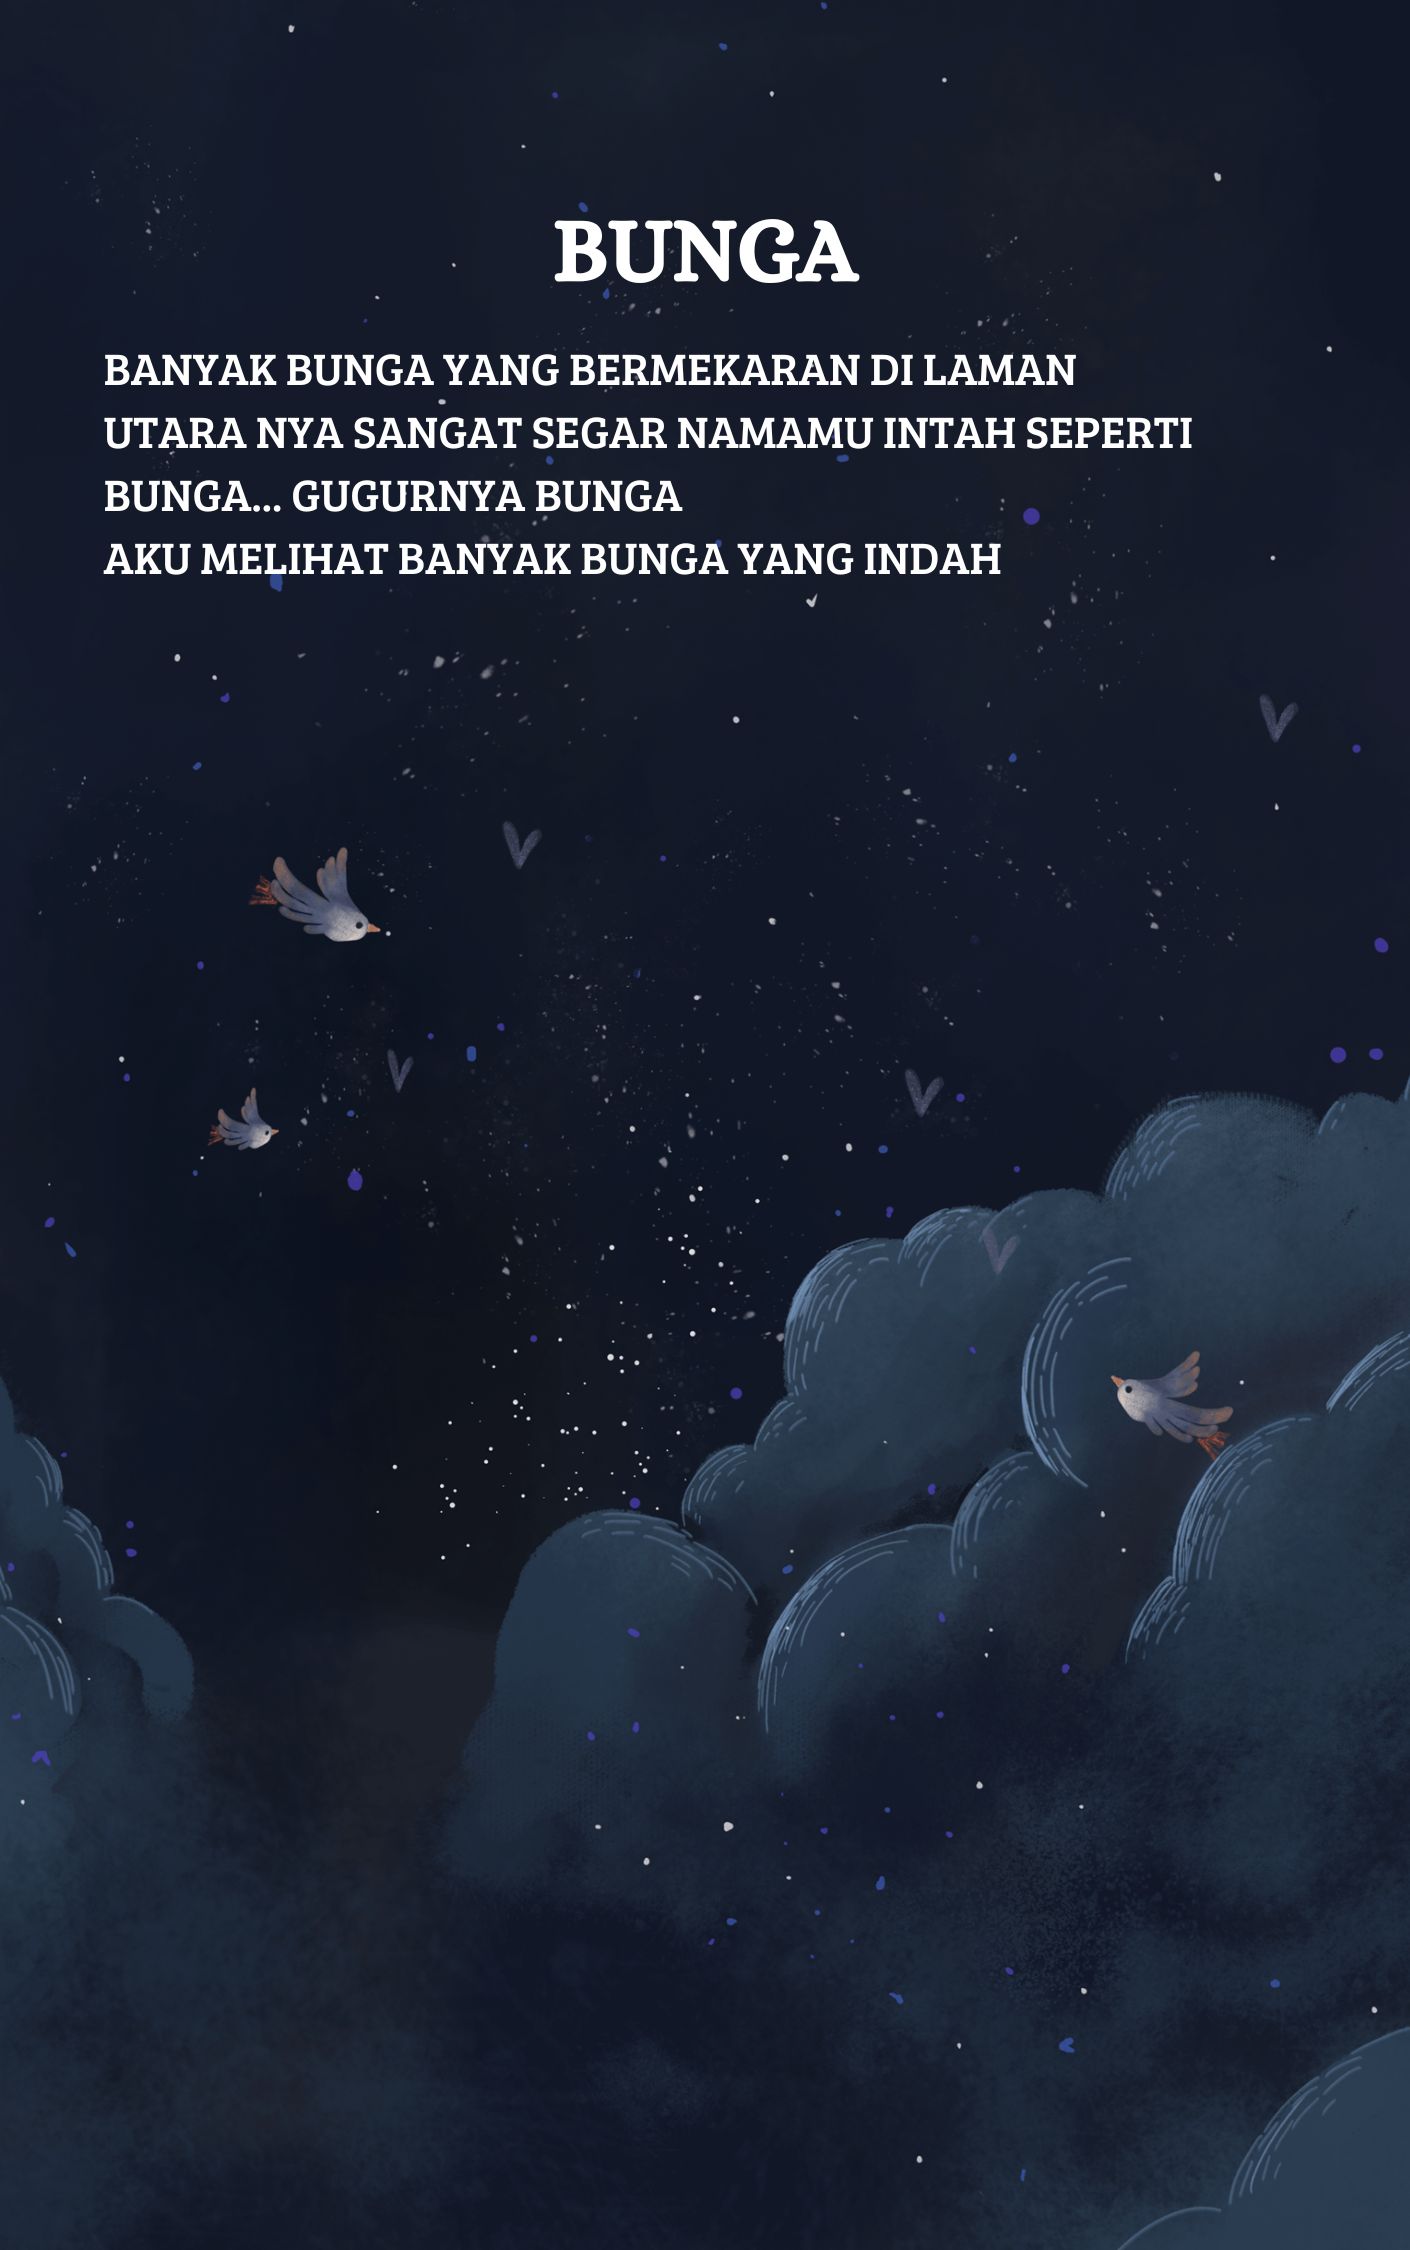 BUNGA
BANYAK BUNGA YANG BERMEKARAN DI LAMAN
UTARA NYA SANGAT SEGAR NAMAMU INTAH SEPERTI
BUNGA... GUGURNYA BUNGA
AKU MELIHAT BANYAK BUNGA YANG INDAH